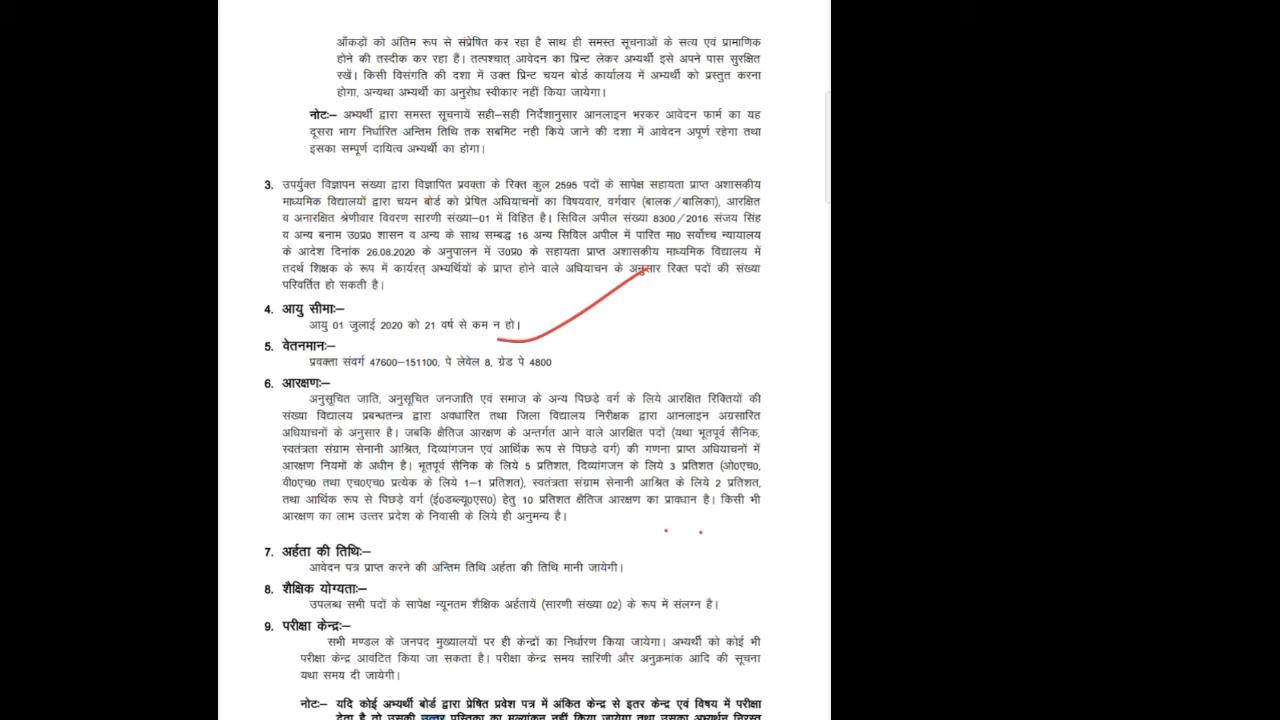 आँकड़ों को अंतिम रूप से संप्रेषित कर रहा है साथ ही समस्त सूचनाओं के सत्य एवं प्रामाणिक
होने की तस्दीक कर रहा हैं। तत्पश्चात् आवेदन का प्रिन्ट लेकर अभ्यर्थी इसे अपने पास सुरक्षित
रखें। किसी विसंगति की दशा में उक्त प्रिन्ट चयन बोर्ड कार्यालय में अभ्यर्थी को प्रस्तुत करना
होगा, अन्यथा अभ्यर्थी का अनुरोध स्वीकार नहीं किया जायेगा।
नोटः– अभ्यर्थी द्वारा समस्त सूचनायें सही–सही निर्देशानुसार आनलाइन भरकर आवेदन फार्म का यह
दूसरा भाग निर्धारित अन्तिम तिथि तक सबमिट नही किये जाने की दशा में आवेदन अपूर्ण रहेगा तथा
इसका सम्पूर्ण दायित्व अभ्यर्थी का होगा।
3. उपर्युक्त विज्ञापन संख्या द्वारा विज्ञापित प्रवक्ता के रिक्त कुल 2595 पदों के सापेक्ष सहायता प्राप्त अशासकीय
माध्यमिक विद्यालयों द्वारा चयन बोर्ड को प्रेषित अधियाचनों का विषयवार, वर्गवार (बालक/बालिका), आरक्षित
व अनारक्षित श्रेणीवार विवरण सारणी संख्या–01 में विहित है। सिविल अपील संख्या 8300/2016 संजय सिंह
व अन्य बनाम उ0प्र0 शासन व अन्य के साथ सम्बद्ध 16 अन्य सिविल अपील में पारित मा0 सर्वोच्च न्यायालय
के आदेश दिनांक 26.08.2020 के अनुपालन में उ0प्र0 के सहायता प्राप्त अशासकीय माध्यमिक विद्यालय में
तदर्थ शिक्षक के रूप में कार्यरत् अभ्यर्थियों के प्राप्त होने वाले अधियाचन के अनुसार रिक्त पदों की संख्या
परिवर्तित हो सकती है।
4. आयु सीमाः–
आयु 01 जुलाई 2020 को 21 वर्ष से कम न हो।
5. वेतनमानः–
प्रवक्ता संवर्ग 47600–151100, पे लेवेल 8, ग्रेड पे 4800
6. आरक्षणः–
अनुसूचित जाति, अनुसूचित जनजाति एवं समाज के अन्य पिछड़े वर्ग के लिये आरक्षित रिक्तियों की
संख्या विद्यालय प्रबन्धतन्त्र द्वारा अवधारित तथा जिला विद्यालय निरीक्षक द्वारा आनलाइन अग्रसारित
अधियाचनों के अनुसार है। जबकि क्षैतिज आरक्षण के अन्तर्गत आने वाले आरक्षित पदों (यथा भूतपूर्व सैनिक,
स्वतंत्रता संग्राम सेनानी आश्रित, दिव्यांगजन एवं आर्थिक रूप से पिछड़े वर्ग) की गणना प्राप्त अधियाचनों में
आरक्षण नियमों के अधीन है। भूतपूर्व सैनिक के लिये 5 प्रतिशत, दिव्यांगजन के लिये 3 प्रतिशत (ओ0एच0,
वी0एच0 तथा एच0एच0 प्रत्येक के लिये 1–1 प्रतिशत), स्वतंत्रता संग्राम सेनानी आश्रित के लिये 2 प्रतिशत,
तथा आर्थिक रूप से पिछड़े वर्ग (ई0डब्ल्यू0एस0) हेतु 10 प्रतिशत क्षैतिज आरक्षण का प्रावधान है। किसी भी
आरक्षण का लाभ उत्तर प्रदेश के निवासी के लिये ही अनुमन्य है।
7. अर्हता की तिथिः–
आवेदन पत्र प्राप्त करने की अन्तिम तिथि अर्हता की तिथि मानी जायेगी।
8. शैक्षिक योग्यताः–
उपलब्ध सभी पदों के सापेक्ष न्यूनतम शैक्षिक अर्हतायें (सारणी संख्या 02) के रूप में संलग्न है।
9. परीक्षा केन्द्रः–
सभी मण्डल के जनपद मुख्यालयों पर ही केन्द्रों का निर्धारण किया जायेगा। अभ्यर्थी को कोई भी
परीक्षा केन्द्र आवंटित किया जा सकता है। परीक्षा केन्द्र समय सारिणी और अनुक्रमांक आदि की सूचना
यथा समय दी जायेगी।
नोटः– यदि कोई अभ्यर्थी बोर्ड द्वारा प्रेषित प्रवेश पत्र में अंकित केन्द्र से इतर केन्द्र एवं विषय में परीक्षा
देता है तो उसकी उत्तर पुस्तिका का मूल्यांकन नहीं किया जायेगा तथा उसका अभ्यर्थन निरस्त